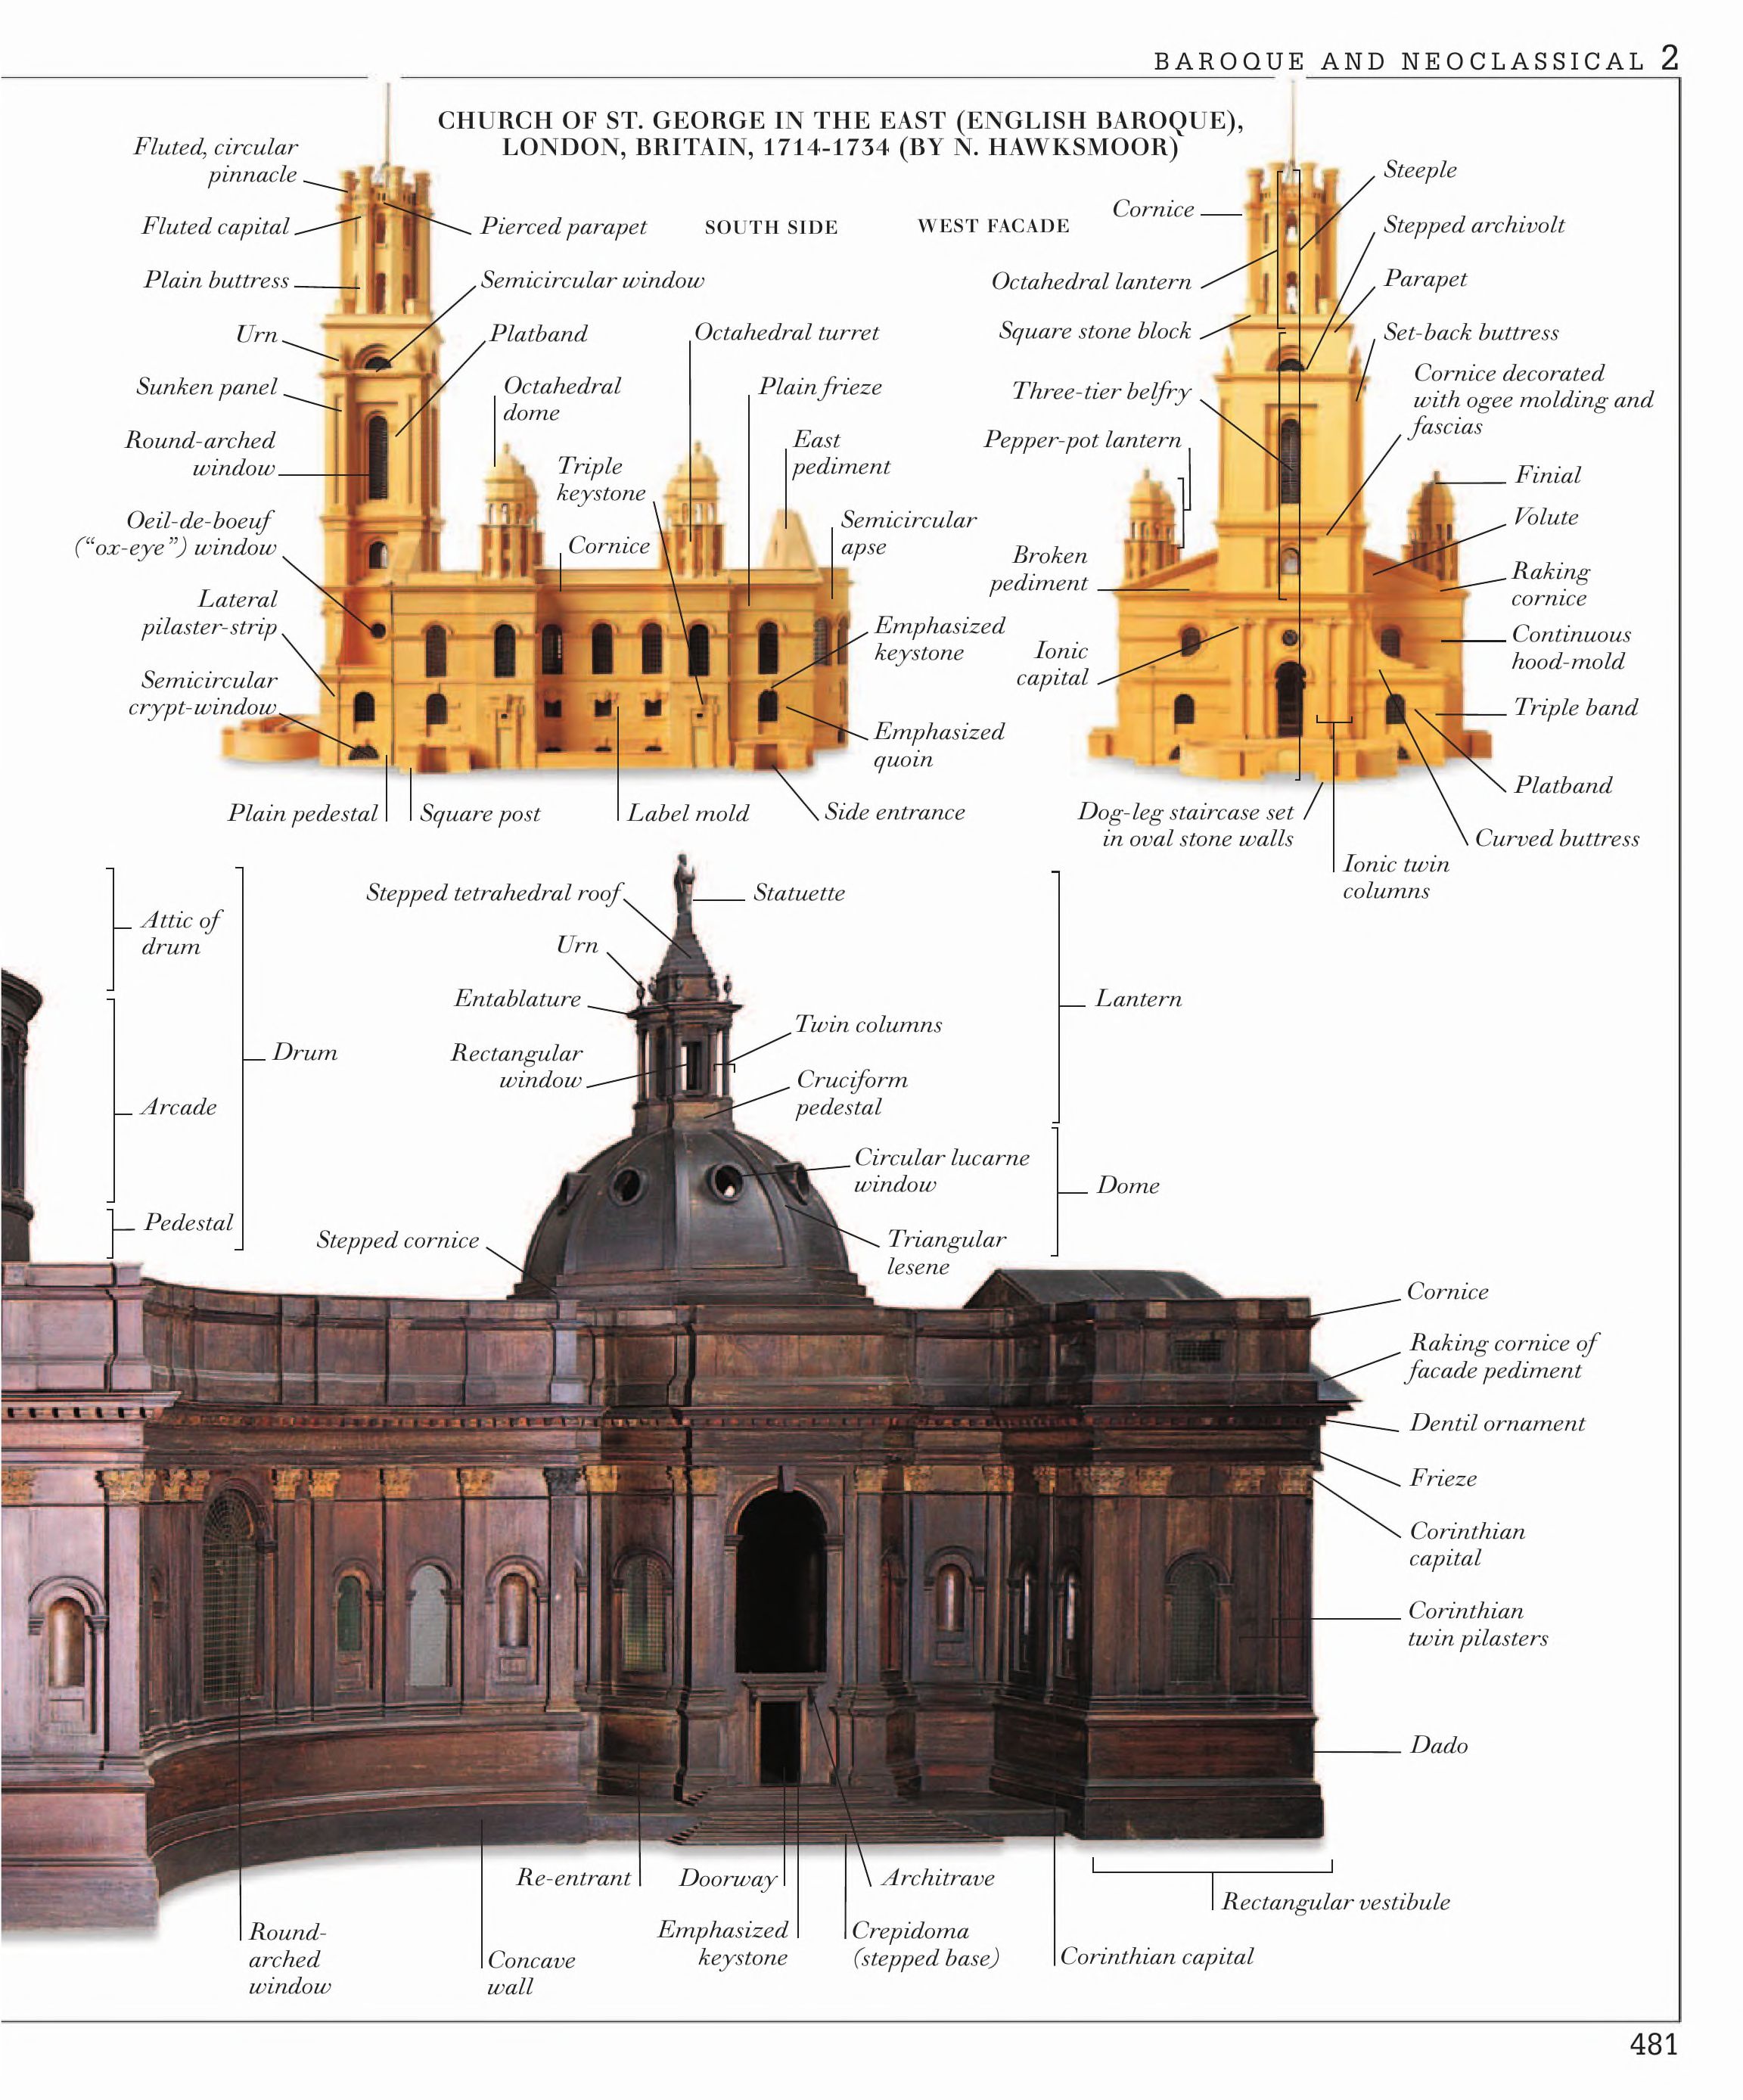 BAROQUE AND NEOCLASSICAL 2
CHURCH OF ST. GEORGE IN THE EAST (ENGLISH BAROQUE),
LONDON, BRITAIN, 1714-1734 (BY N. HAWKSMOOR)
SOUTH SIDE
Fluted, circular
pinnacle
Fluted capital
Plain buttress
Urn
Sunken panel
Round-arched
window
Oeil-de-boeuf
(“ox-eye”) window
Lateral
pilaster-strip
Semicircular
crypt-window
Pierced parapet
Semicircular window
Platband
Octahedral turret
Octahedral
dome
Plain frieze
Triple
keystone
East
pediment
Cornice
Semicircular
apse
Emphasized
keystone
Emphasized
quoin
Plain pedestal
Square post
Label mold
Side entrance
WEST FACADE
Cornice
Octahedral lantern
Square stone block
Three-tier belfry
Pepper-pot lantern
Broken
pediment
Ionic
capital
Dog-leg staircase set
in oval stone walls
Steeple
Stepped archivolt
Parapet
Set-back buttress
Cornice decorated
with ogee molding and
fascias
Finial
Volute
Raking
cornice
Continuous
hood-mold
Triple band
Platband
Curved buttress
Ionic twin
columns
Attic of
drum
Drum
Arcade
Pedestal
Stepped tetrahedral roof
Statuette
Urn
Entablature
Lantern
Twin columns
Rectangular
window
Cruciform
pedestal
Circular lucarne
window
Dome
Stepped cornice
Triangular
lesene
Cornice
Raking cornice of
facade pediment
Dentil ornament
Frieze
Corinthian
capital
Corinthian
twin pilasters
Dado
Re-entrant
Doorway
Architrave
Rectangular vestibule
Round-
arched
window
Concave
wall
Emphasized
keystone
Crepidoma
(stepped base)
Corinthian capital
481